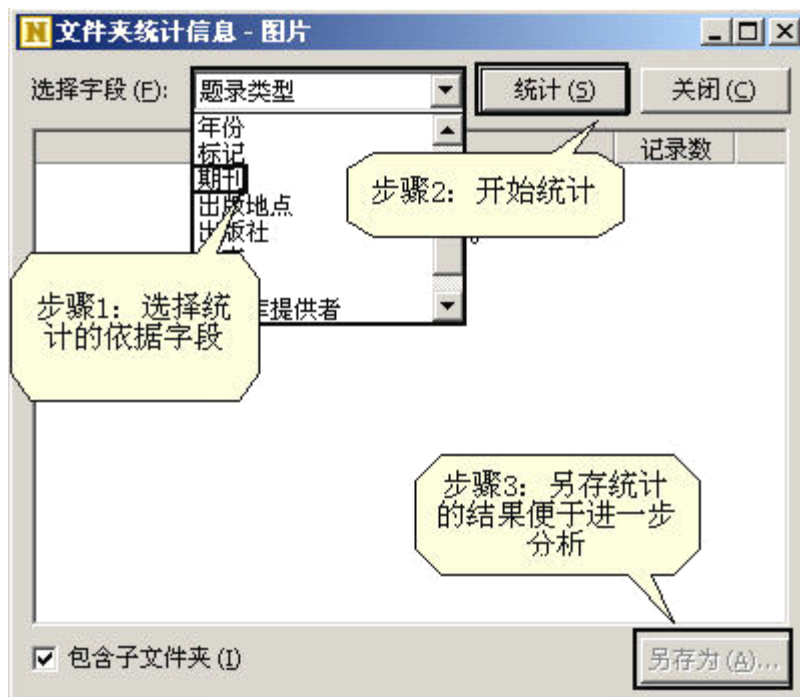 文件夹统计信息 - 图片
选择字段(F):
题录类型
统计(S)
关闭(C)
年份
标记
期刊
出版地点
出版社
提供者
记录数
步骤2：开始统计
步骤1：选择统
计的依据字段
步骤3：另存统计
的结果便于进一步
分析
包含子文件夹(I)
另存为(A)...